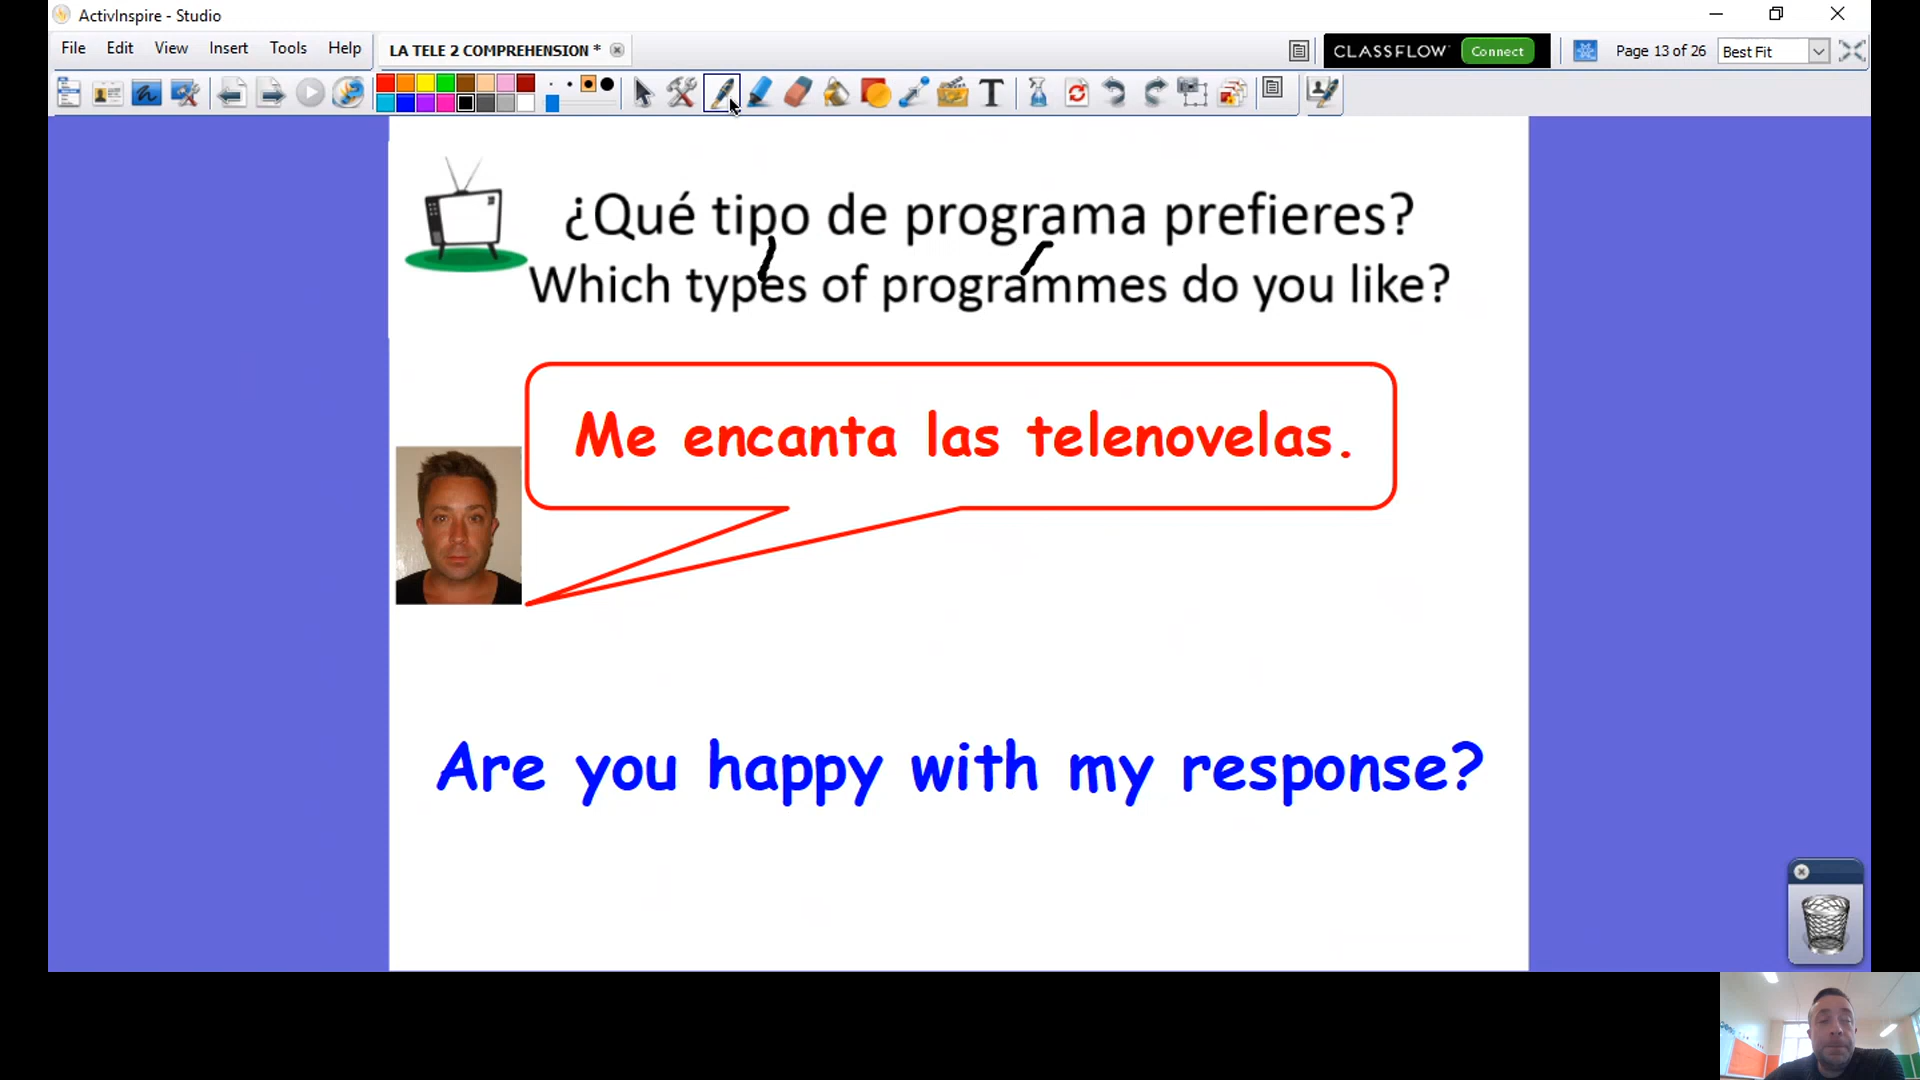 ActivInspire - Studio
File Edit View Insert Tools Help
LA TELE 2 COMPREHENSION *
CLASSFLOW Connect
Page 13 of 26 Best Fit
T
¿Qué tipo de programa prefieres?
Which types of programmes do you like?
Me encanta las telenovelas.
Are you happy with my response?